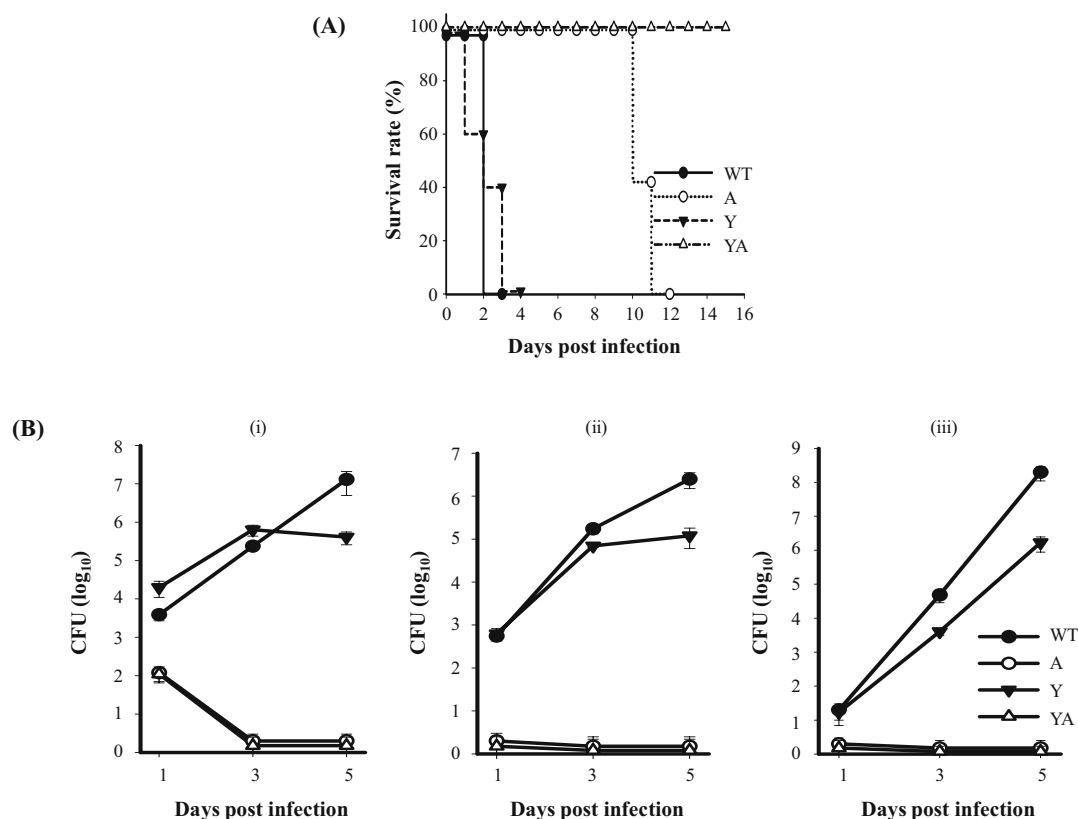 (A)
Survival rate (%)
100
80
60
40
20
0
0 2 4 6 8 10 12 14 16
Days post infection
WT
A
Y
YA
(B)
(i)
CFU (log10)
8
7
6
5
4
3
2
1
0
1 3 5
Days post infection
(ii)
CFU (log10)
7
6
5
4
3
2
1
0
1 3 5
Days post infection
(iii)
CFU (log10)
9
8
6
5
4
2
1
0
1 3 5
Days post infection
WT
A
Y
YA